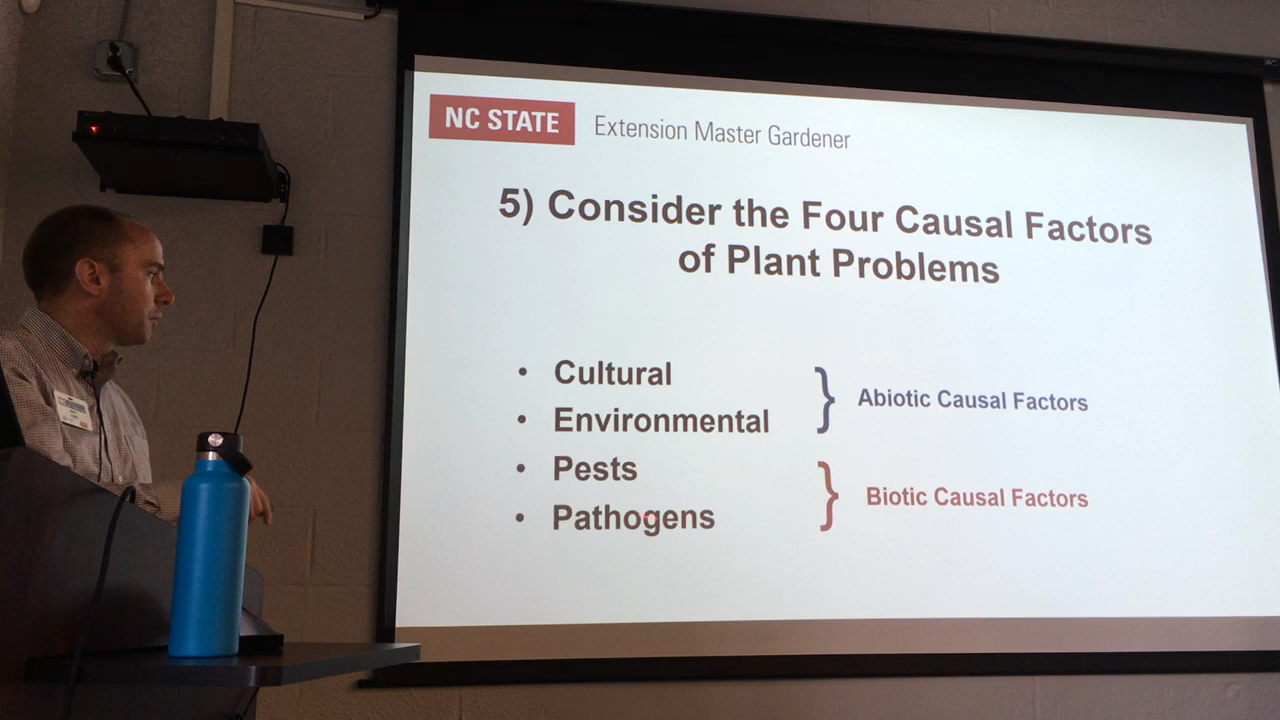 NC STATE Extension Master Gardener
5) Consider the Four Causal Factors
of Plant Problems
• Cultural
• Environmental
} Abiotic Causal Factors
• Pests
• Pathogens
} Biotic Causal Factors